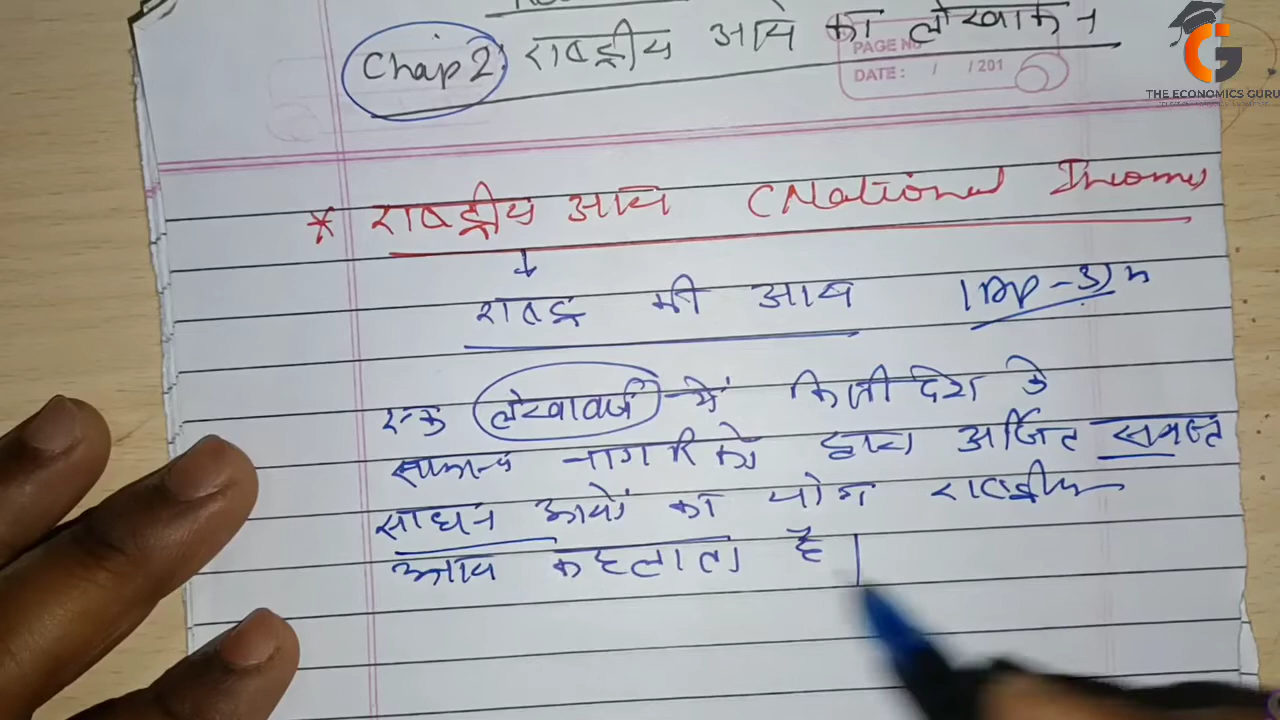 Chap 2 राष्ट्रीय आय का लेखांकन
PAGE No
DATE : / / 201
THE ECONOMICS GURU
* राष्ट्रीय आय (National Income)
राष्ट्र की आय
एक लेखावर्ष में किसी देश के
सामान्य नागरिकों द्वारा अर्जित समस्त
साधन आयों का योग राष्ट्रीय
आय कहलाता है।